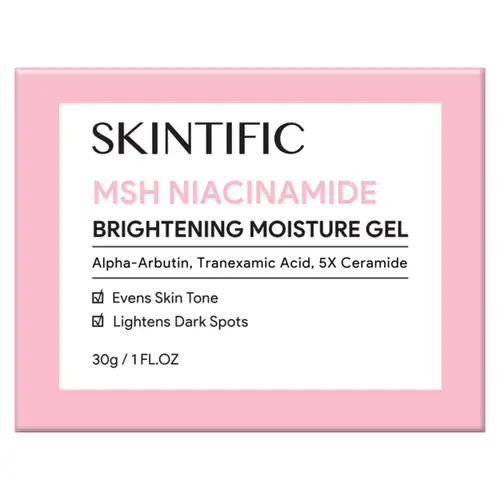 SKINTIFIC
MSH NIACINAMIDE
BRIGHTENING MOISTURE GEL
Alpha-Arbutin, Tranexamic Acid, 5X Ceramide
☑ Evens Skin Tone
☑ Lightens Dark Spots
30g / 1 FL.OZ